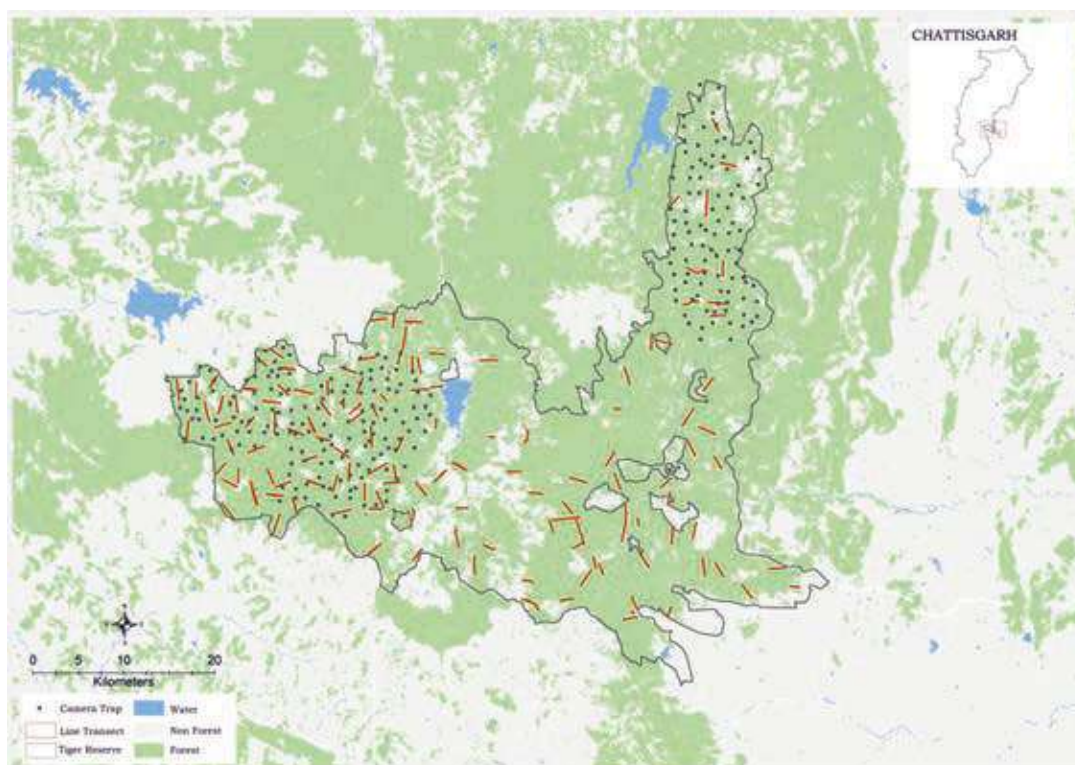 CHATTISGARH
0 5 10 20
Kilometers
Camera Trap Water
Line Transect Non Forest
Tiger Reserve Forest